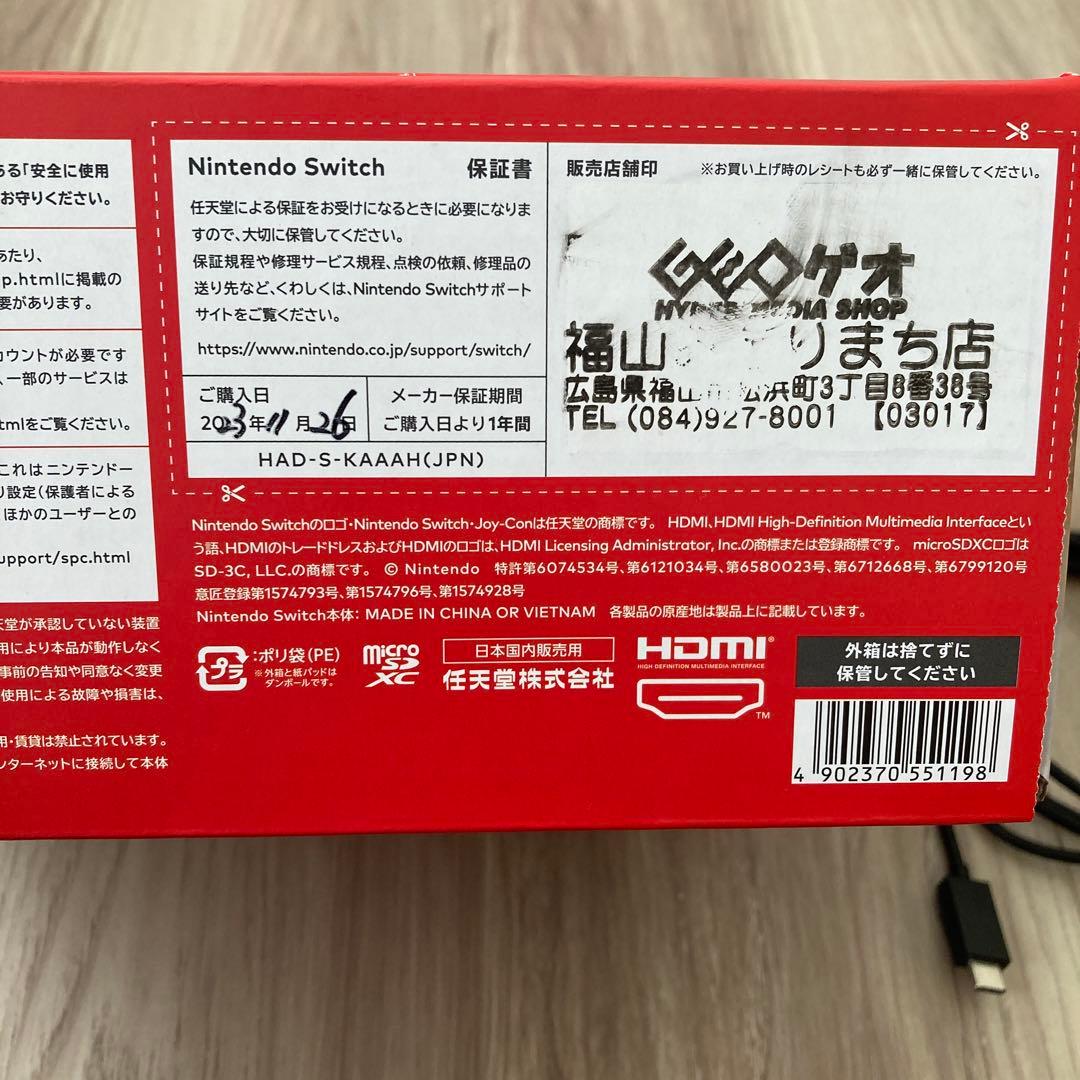 ある「安全に使用
お守りください。
あたり、
p.htmlに掲載の
要があります。
カウントが必要です
、一部のサービスは
tmlをご覧ください。
これはニンテンドー
り設定(保護者による
ほかのユーザーとの
upport/spc.html
天堂が承認していない装置
用により本品が動作しなく
事前の告知や同意なく変更
使用による故障や損害は、
用・賃貸は禁止されています。
ンターネットに接続して本体
Nintendo Switch 保証書
任天堂による保証をお受けになるときに必要になりま
すので、大切に保管してください。
保証規程や修理サービス規程、点検の依頼、修理品の
送り先など、くわしくは、Nintendo Switchサポート
サイトをご覧ください。
https://www.nintendo.co.jp/support/switch/
ご購入日
2023年11月26日
メーカー保証期間
ご購入日より1年間
HAD-S-KAAAH(JPN)
販売店舗印 ※お買い上げ時のレシートも必ず一緒に保管してください。
GEOゲオ
MEDIA SHOP
福山 りまち店
広島県福山 浜町3丁目8番38号
TEL (084)927-8001 【03017】
Nintendo Switchのロゴ・Nintendo Switch・Joy-Conは任天堂の商標です。 HDMI、HDMI High-Definition Multimedia Interfaceとい
う語、HDMIのトレードドレスおよびHDMIのロゴは、HDMI Licensing Administrator, Inc.の商標または登録商標です。 microSDXCロゴは
SD-3C, LLC.の商標です。 © Nintendo 特許第6074534号、第6121034号、第6580023号、第6712668号、第6799120号
意匠登録第1574793号、第1574796号、第1574928号
Nintendo Switch本体: MADE IN CHINA OR VIETNAM 各製品の原産地は製品上に記載しています。
プラ
:ポリ袋(PE)
※外箱と紙パッドは
ダンボールです。
micro
SD
XC
日本国内販売用
任天堂株式会社
HDMI®
HIGH DEFINITION MULTIMEDIA INTERFACE
TM
外箱は捨てずに
保管してください
4 902370 551198